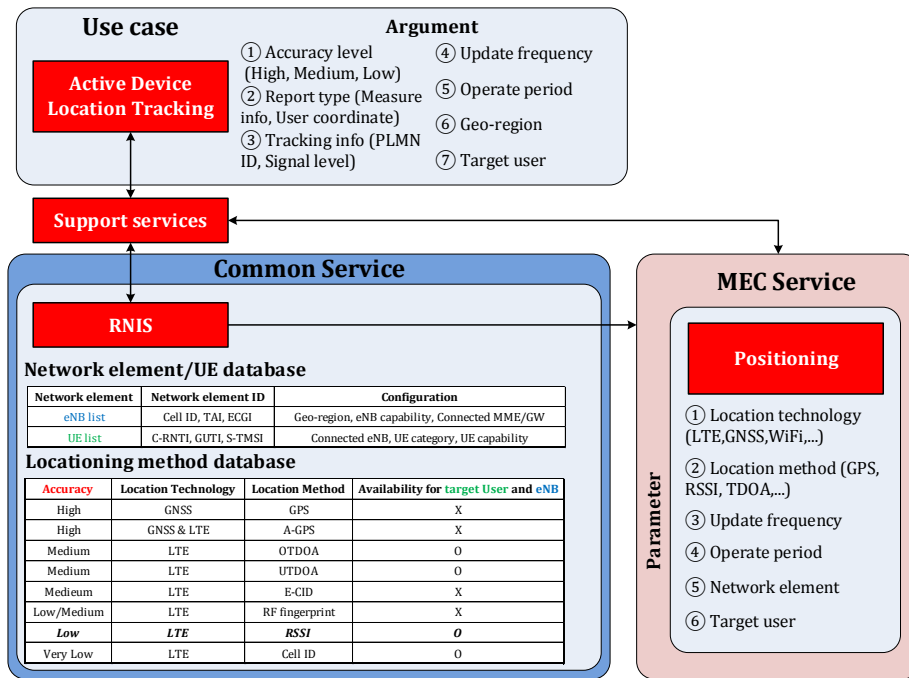 Use case
Active Device
Location Tracking
Argument
① Accuracy level
(High, Medium, Low)
② Report type (Measure
info, User coordinate)
③ Tracking info (PLMN
ID, Signal level)
④ Update frequency
⑤ Operate period
⑥ Geo-region
⑦ Target user
Support services
Common Service
RNIS
Network element/UE database
Network element Network element ID Configuration
eNB list Cell ID, TAI, ECGI Geo-region, eNB capability, Connected MME/GW
UE list C-RNTI, GUTI, S-TMSI Connected eNB, UE category, UE capability
Locationing method database
Accuracy Location Technology Location Method Availability for target User and eNB
High GNSS GPS X
High GNSS & LTE A-GPS X
Medium LTE OTDOA O
Medium LTE UTDOA O
Medieum LTE E-CID X
Low/Medium LTE RF fingerprint X
Low LTE RSSI O
Very Low LTE Cell ID O
MEC Service
Positioning
Parameter
① Location technology
(LTE,GNSS,WiFi,...)
② Location method (GPS,
RSSI, TDOA,...)
③ Update frequency
④ Operate period
⑤ Network element
⑥ Target user